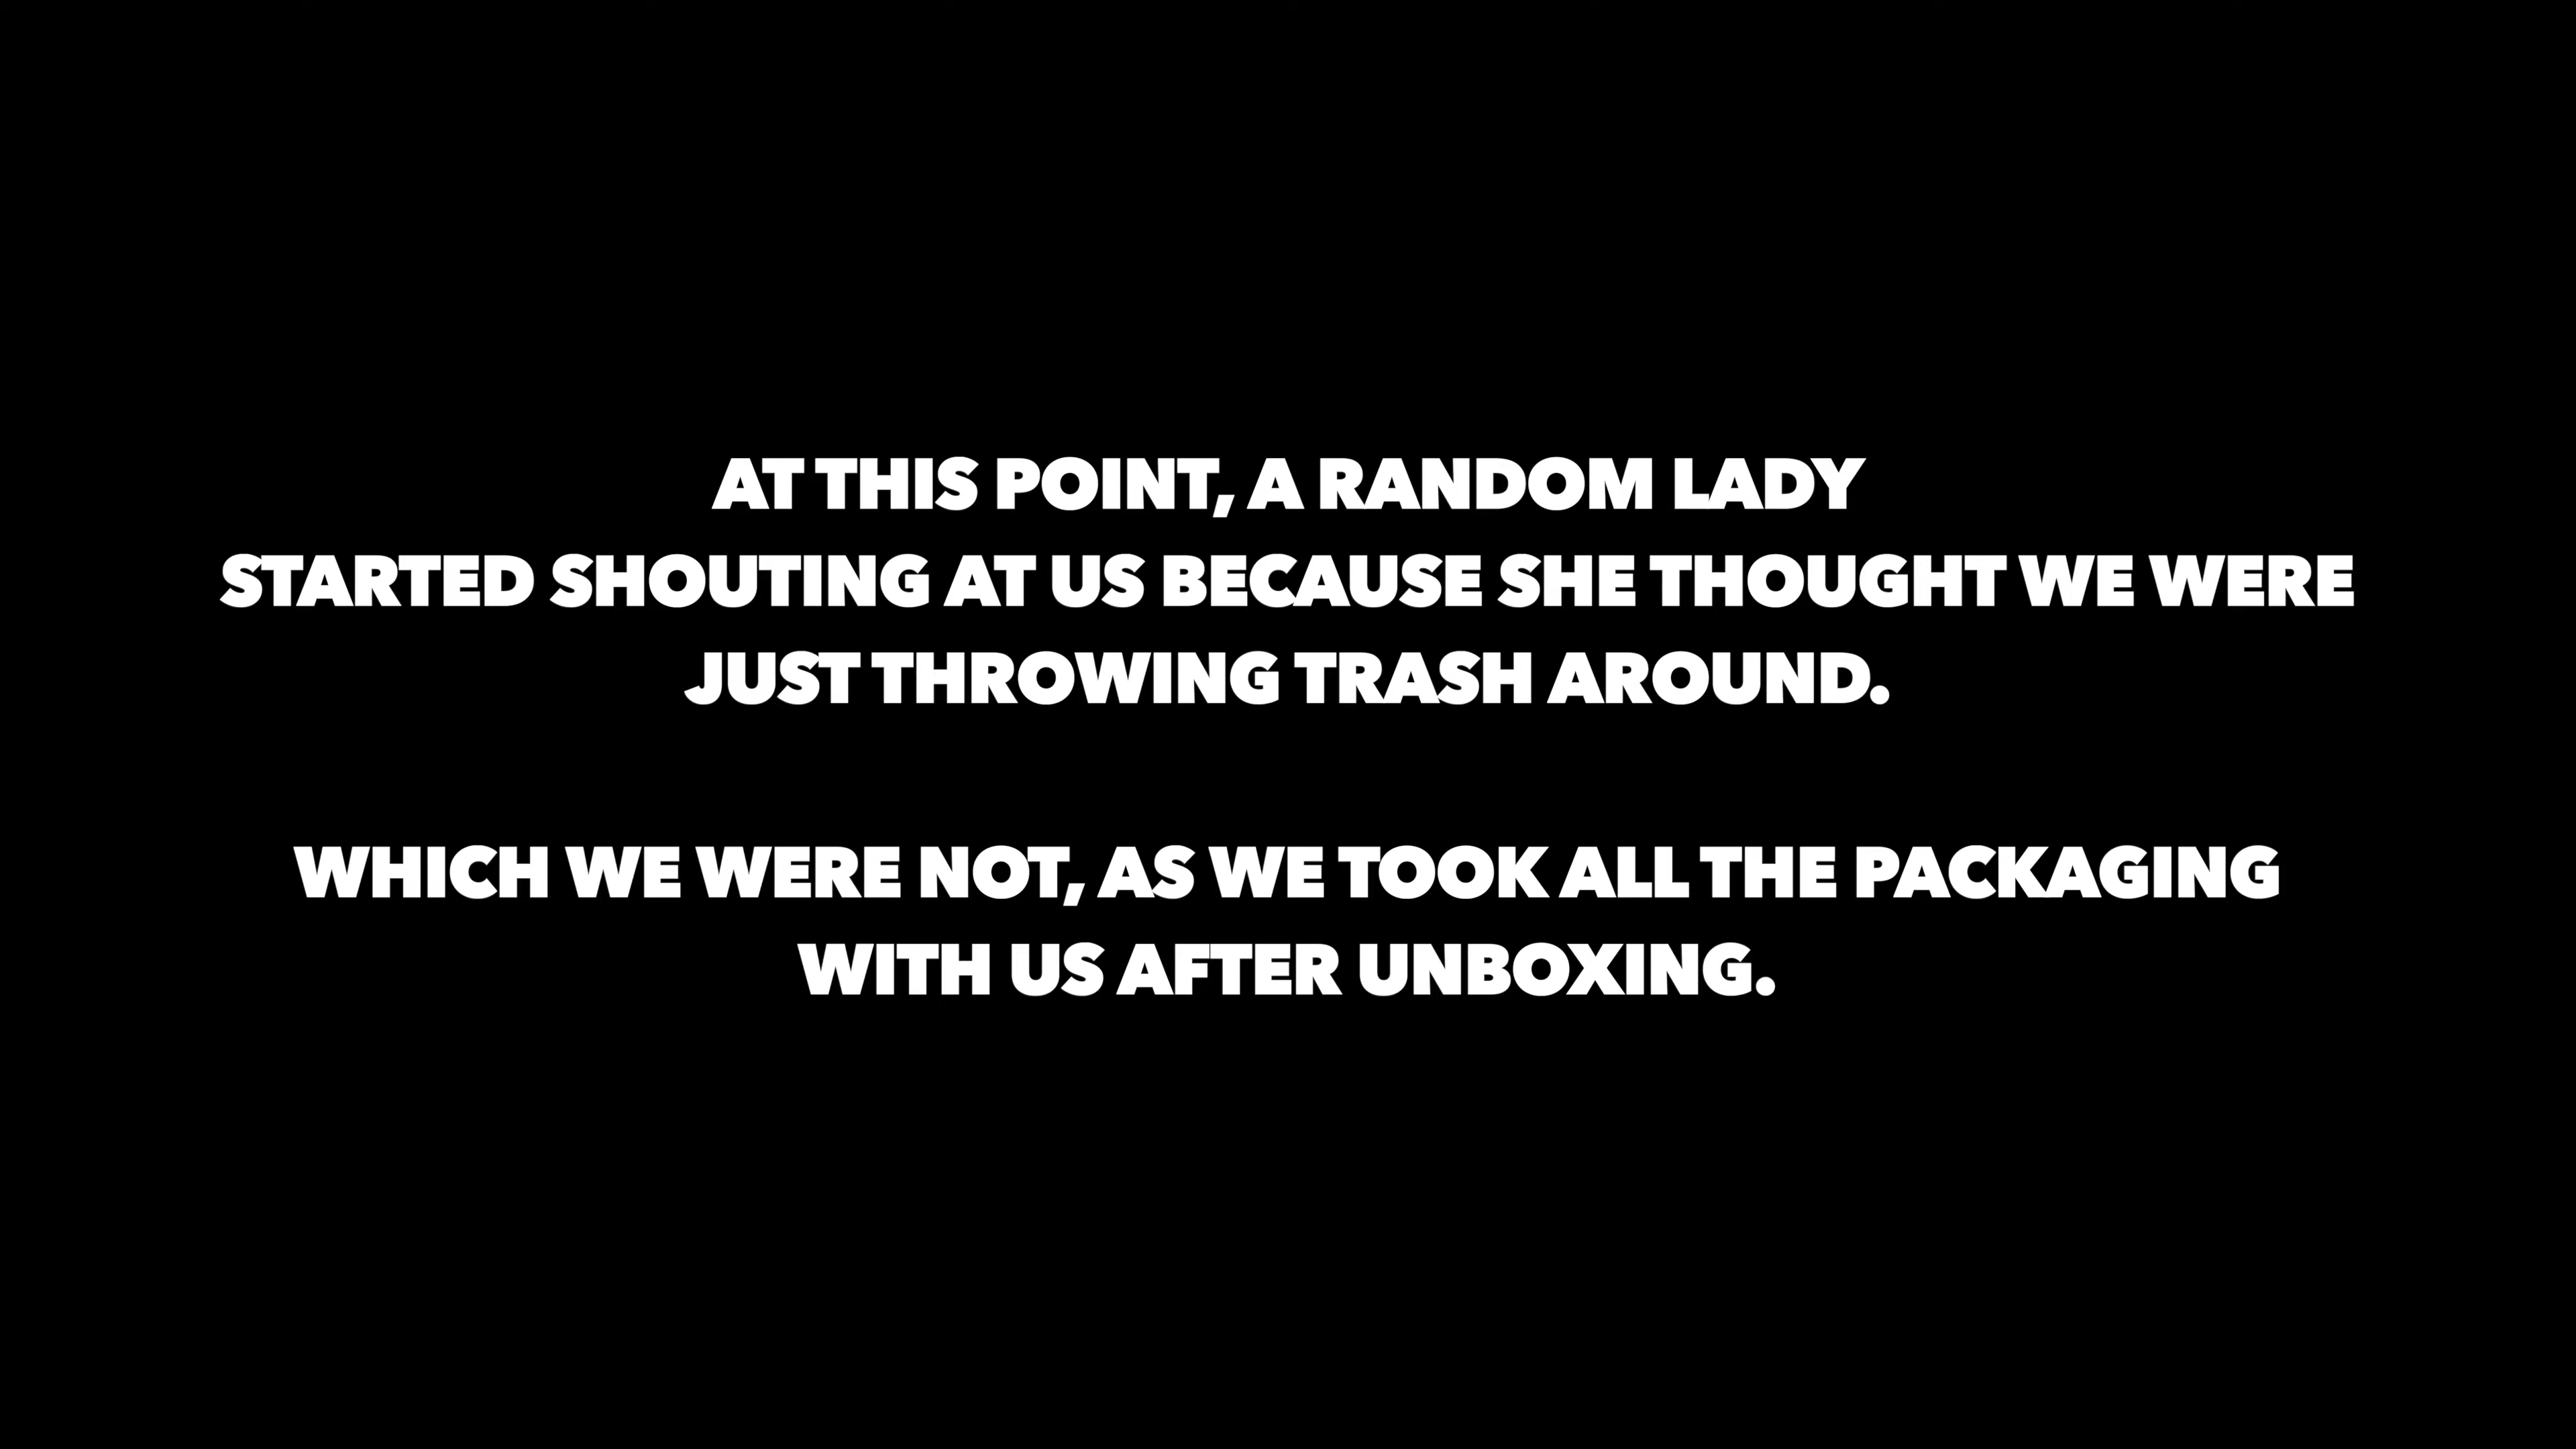 AT THIS POINT, A RANDOM LADY
STARTED SHOUTING AT US BECAUSE SHE THOUGHT WE WERE
JUST THROWING TRASH AROUND.
WHICH WE WERE NOT, AS WE TOOK ALL THE PACKAGING
WITH US AFTER UNBOXING.